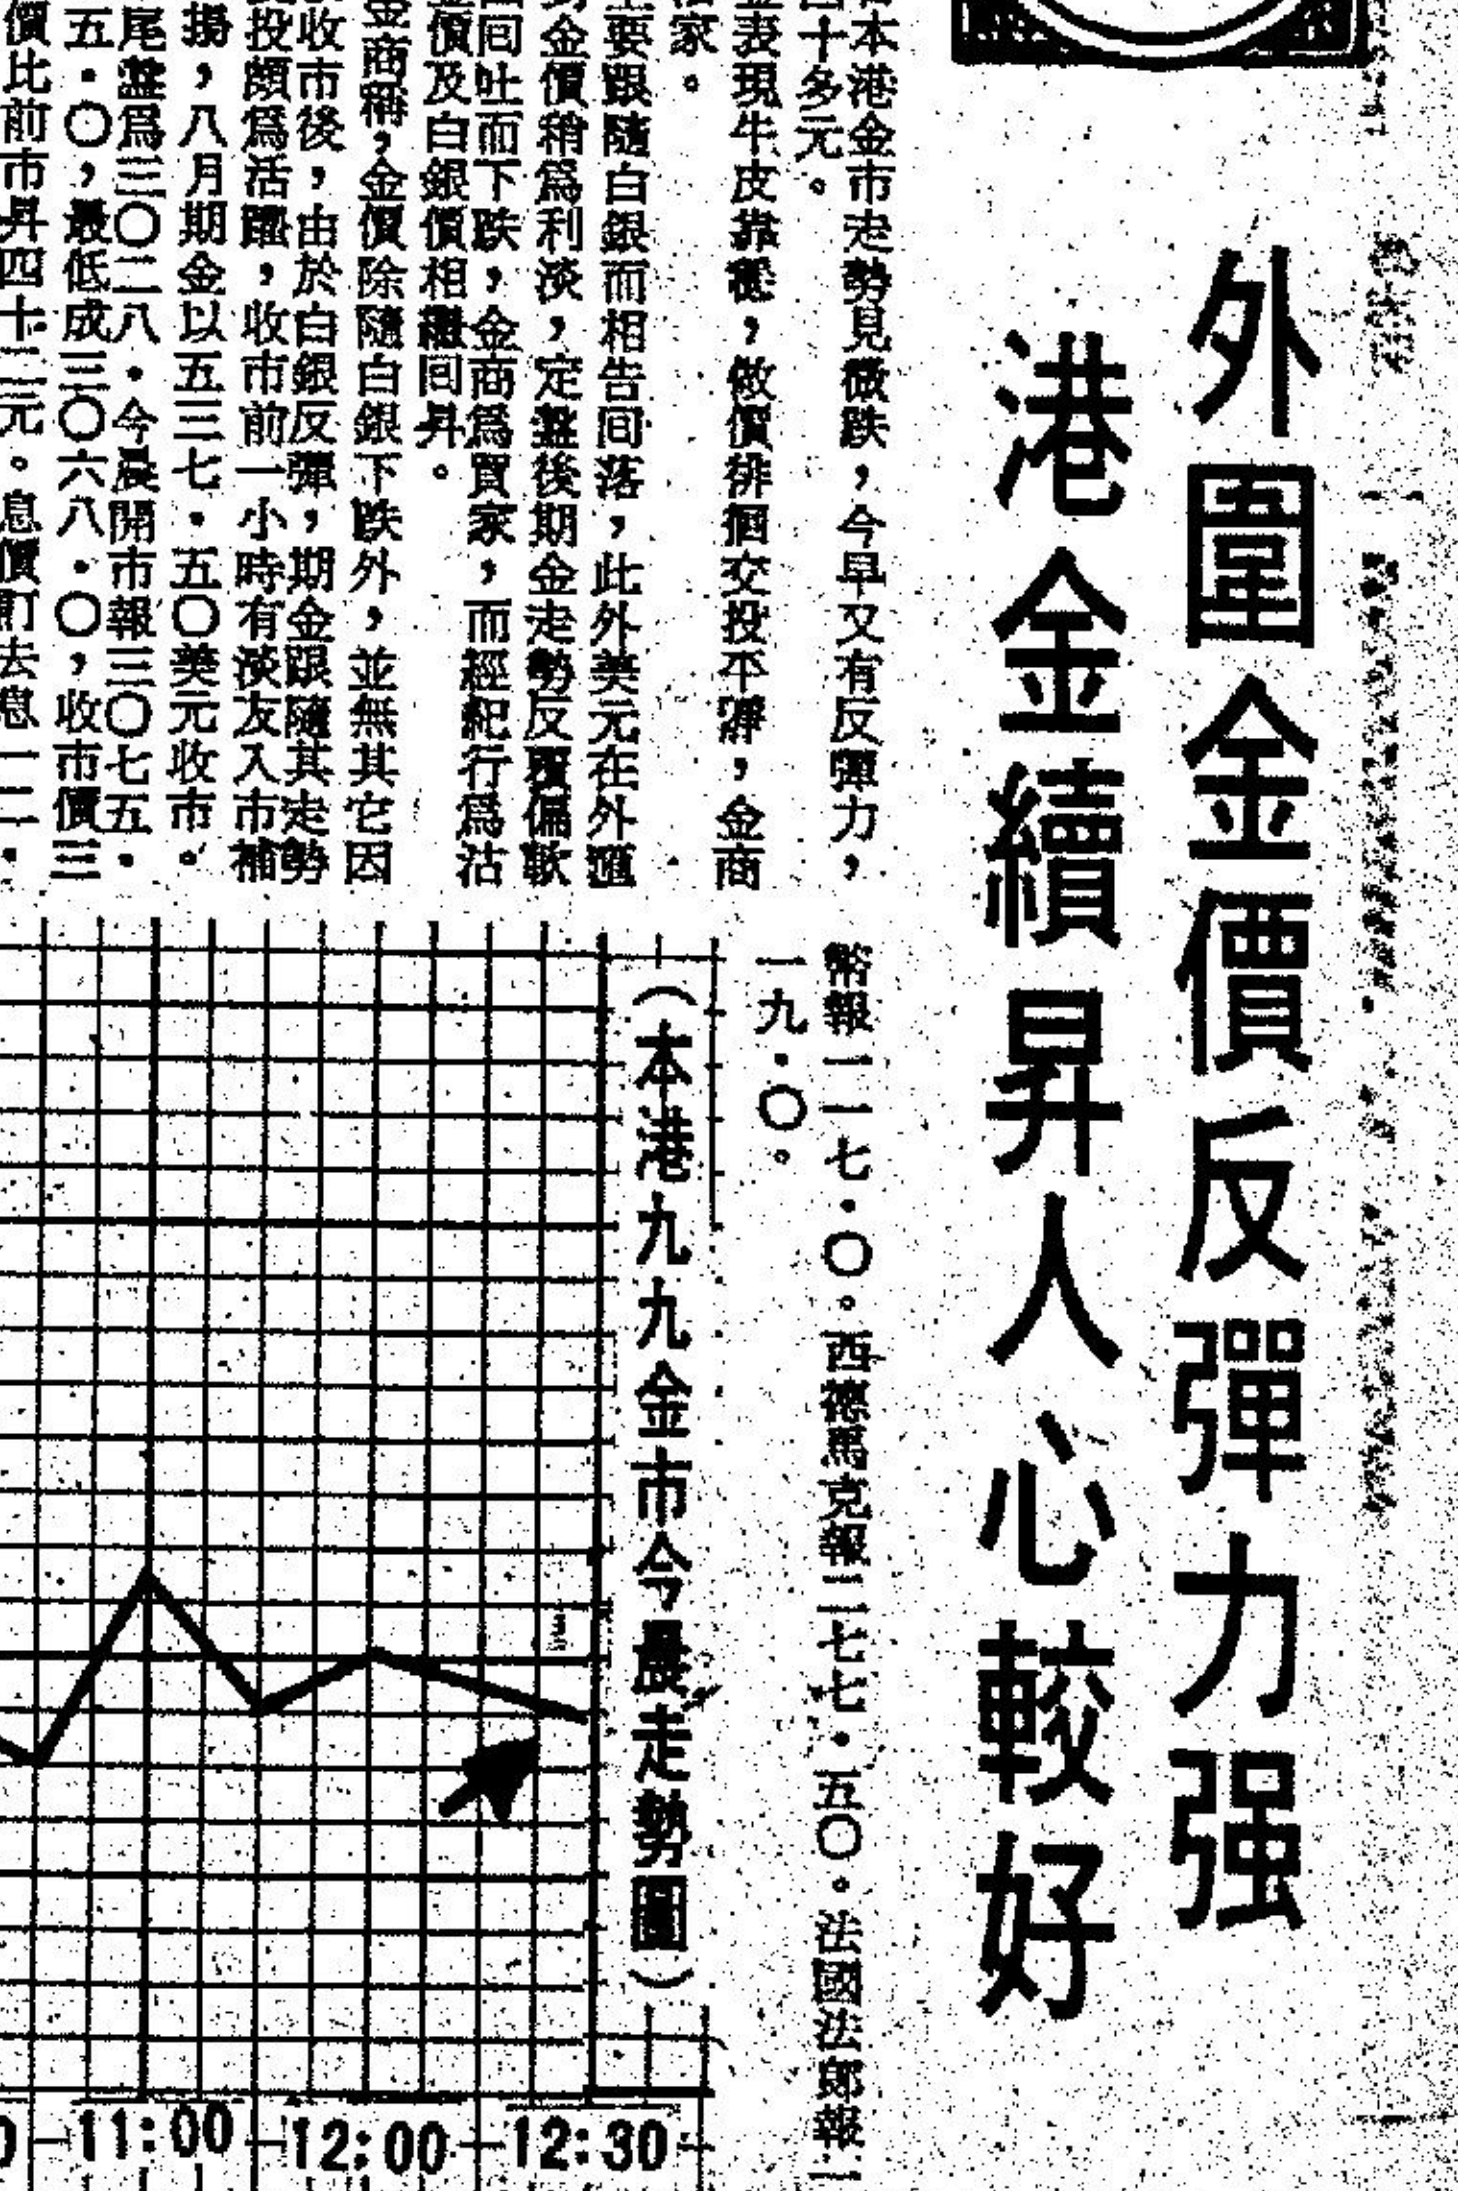 外圍金價反彈力强
港金續昇人心較好
本港金市走勢見微跌，今早又有反彈力，
十多元。
表現牛皮靠穩，做價徘徊交投平靜，金商
家。
要跟隨白銀而相告回落，此外美元在外滙
金價稍爲利淡，定盤後期金走勢反覆偏軟
回吐而下跌，金商爲買家，而經紀行爲沽
價及白銀價相繼回昇。
金商稱，金價除隨白銀下跌外，並無其它因
收市後，由於白銀反彈，期金跟隨其走勢
投頗爲活躍，收市前一小時有淡友入市補
揚，八月期金以五三七．五〇美元收市。
尾盤爲三〇二八．今晨開市報三〇七五．
五．〇，最低成三〇六八．〇，收市價三
價比前市昇四十二元。息價訂去息一二．
幣報一一七．〇。西德馬克報二七七．五〇。法國法郎報一
一九．〇。
（本港九九金市今晨走勢圖）
11:00
12:00
12:30